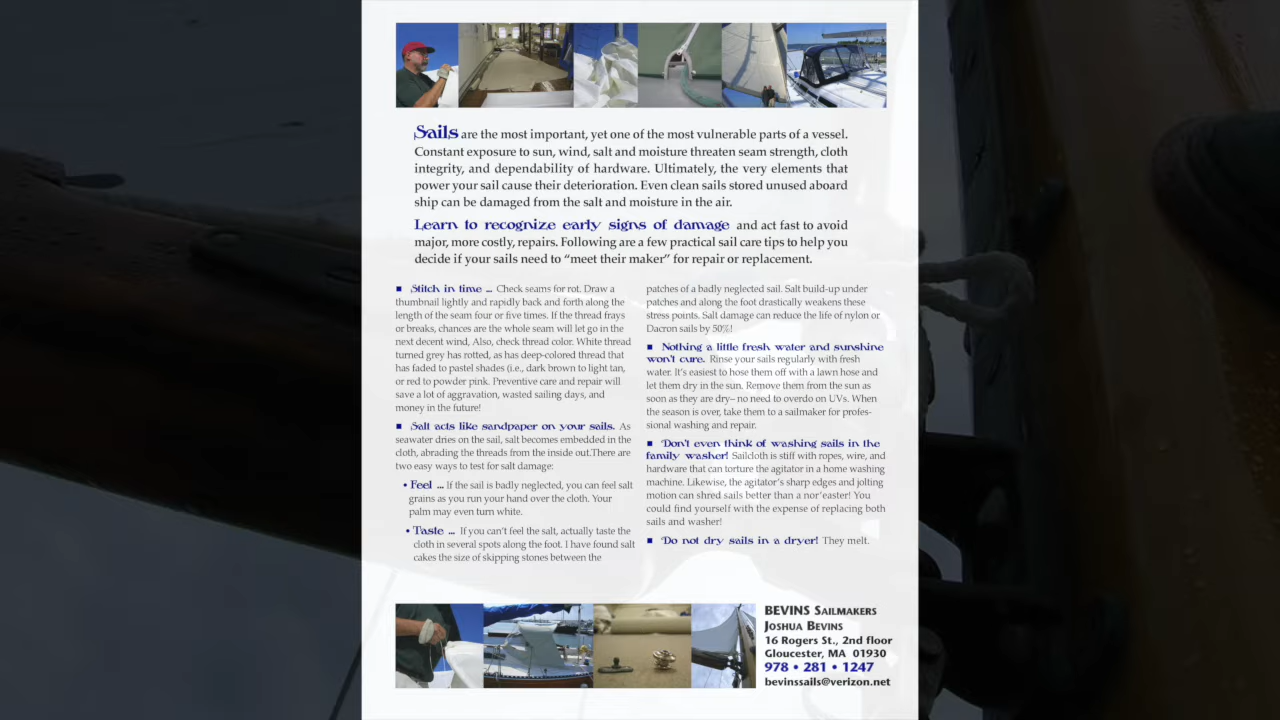 Sails are the most important, yet one of the most vulnerable parts of a vessel.
Constant exposure to sun, wind, salt and moisture threaten seam strength, cloth
integrity, and dependability of hardware. Ultimately, the very elements that
power your sail cause their deterioration. Even clean sails stored unused aboard
ship can be damaged from the salt and moisture in the air.
Learn to recognize early signs of damage and act fast to avoid
major, more costly, repairs. Following are a few practical sail care tips to help you
decide if your sails need to “meet their maker” for repair or replacement.
■ Stitch in time ... Check seams for rot. Draw a
thumbnail lightly and rapidly back and forth along the
length of the seam four or five times. If the thread frays
or breaks, chances are the whole seam will let go in the
next decent wind, Also, check thread color. White thread
turned grey has rotted, as has deep-colored thread that
has faded to pastel shades (i.e., dark brown to light tan,
or red to powder pink. Preventive care and repair will
save a lot of aggravation, wasted sailing days, and
money in the future!
■ Salt acts like sandpaper on your sails. As
seawater dries on the sail, salt becomes embedded in the
cloth, abrading the threads from the inside out.There are
two easy ways to test for salt damage:
• Feel ... If the sail is badly neglected, you can feel salt
grains as you run your hand over the cloth. Your
palm may even turn white.
• Taste ... If you can’t feel the salt, actually taste the
cloth in several spots along the foot. I have found salt
cakes the size of skipping stones between the
patches of a badly neglected sail. Salt build-up under
patches and along the foot drastically weakens these
stress points. Salt damage can reduce the life of nylon or
Dacron sails by 50%!
■ Nothing a little fresh water and sunshine
won’t cure. Rinse your sails regularly with fresh
water. It’s easiest to hose them off with a lawn hose and
let them dry in the sun. Remove them from the sun as
soon as they are dry– no need to overdo on UVs. When
the season is over, take them to a sailmaker for profes-
sional washing and repair.
■ Don’t even think of washing sails in the
family washer! Sailcloth is stiff with ropes, wire, and
hardware that can torture the agitator in a home washing
machine. Likewise, the agitator’s sharp edges and jolting
motion can shred sails better than a nor’easter! You
could find yourself with the expense of replacing both
sails and washer!
■ Do not dry sails in a dryer! They melt.
BEVINS SAILMAKERS
JOSHUA BEVINS
16 Rogers St., 2nd floor
Gloucester, MA 01930
978 • 281 • 1247
bevinssails@verizon.net